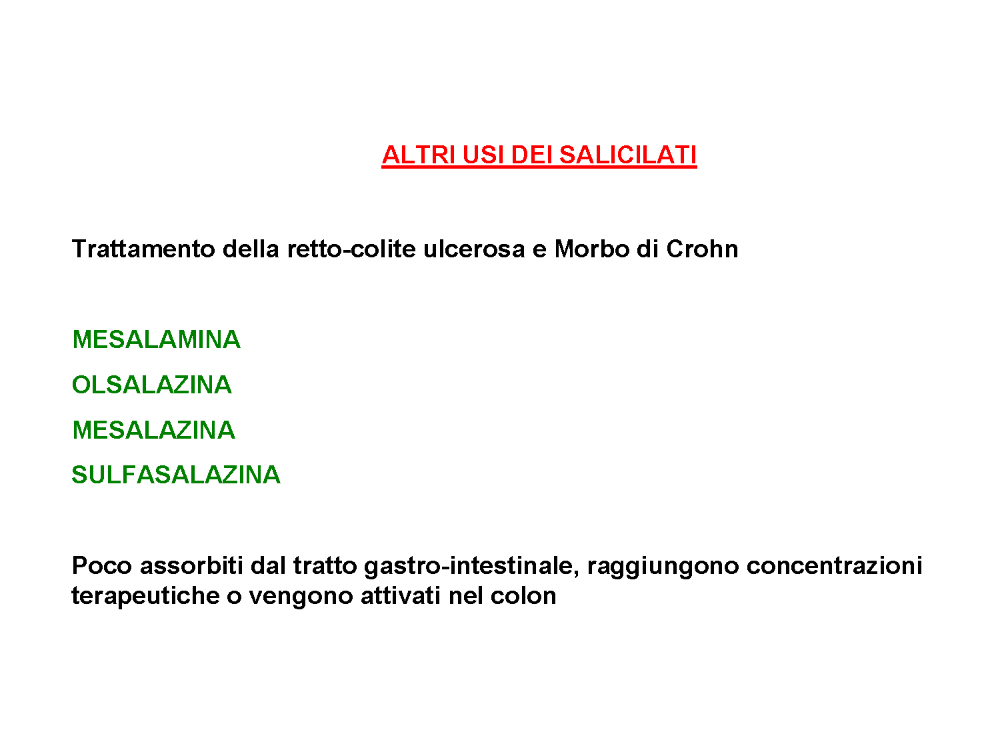 ALTRI USI DEI SALICILATI
Trattamento della retto-colite ulcerosa e Morbo di Crohn
MESALAMINA
OLSALAZINA
MESALAZINA
SULFASALAZINA
Poco assorbiti dal tratto gastro-intestinale, raggiungono concentrazioni
terapeutiche o vengono attivati nel colon